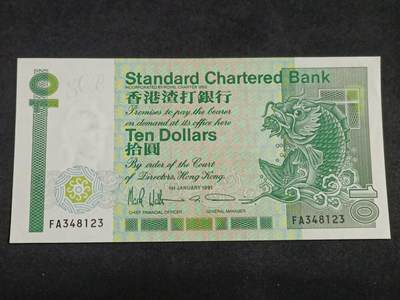 Standard Chartered Bank
INCORPORATED BY ROYAL CHARTER 1853
香港渣打銀行
Promises to pay the bearer
on demand at its office here
Ten Dollars
拾圓
By order of the Court
of Directors, Hong Kong.
1st JANUARY 1991
CHIEF FINANCIAL OFFICER GENERAL MANAGER
FA348123 FA348123
10
10